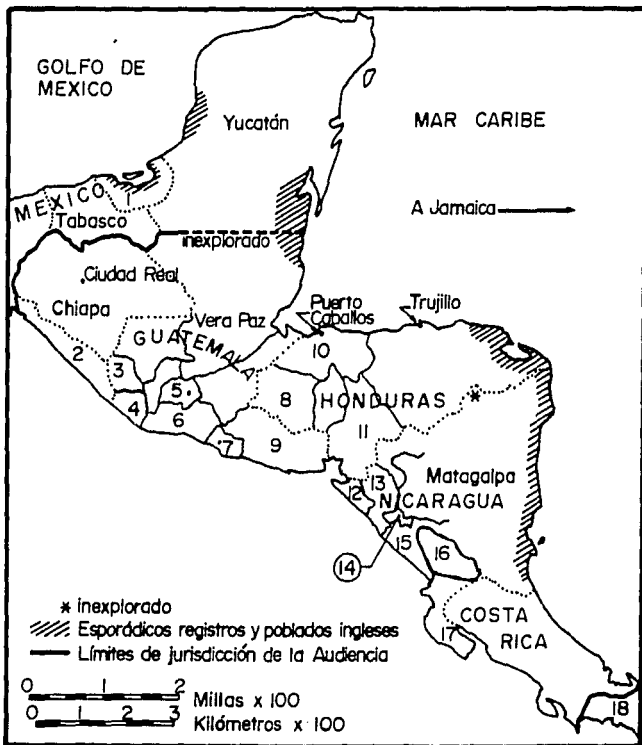 GOLFO DE
MEXICO
Yucatán
MAR CARIBE
MEXICO
1
Tabasco
A Jamaica
inexplorado
Ciudad Real
Chiapa
Vera Paz
Puerto
Caballos
Trujillo
GUATEMALA
2
3
4
5
6
7
8
9
10
HONDURAS
*
11
Matagalpa
12
13
NICARAGUA
14
15
16
COSTA
RICA
17
18
* inexplorado
Esporádicos registros y poblados ingleses
Límites de jurisdicción de la Audiencia
0 1 2
Millas x 100
0 1 2 3
Kilómetros x 100